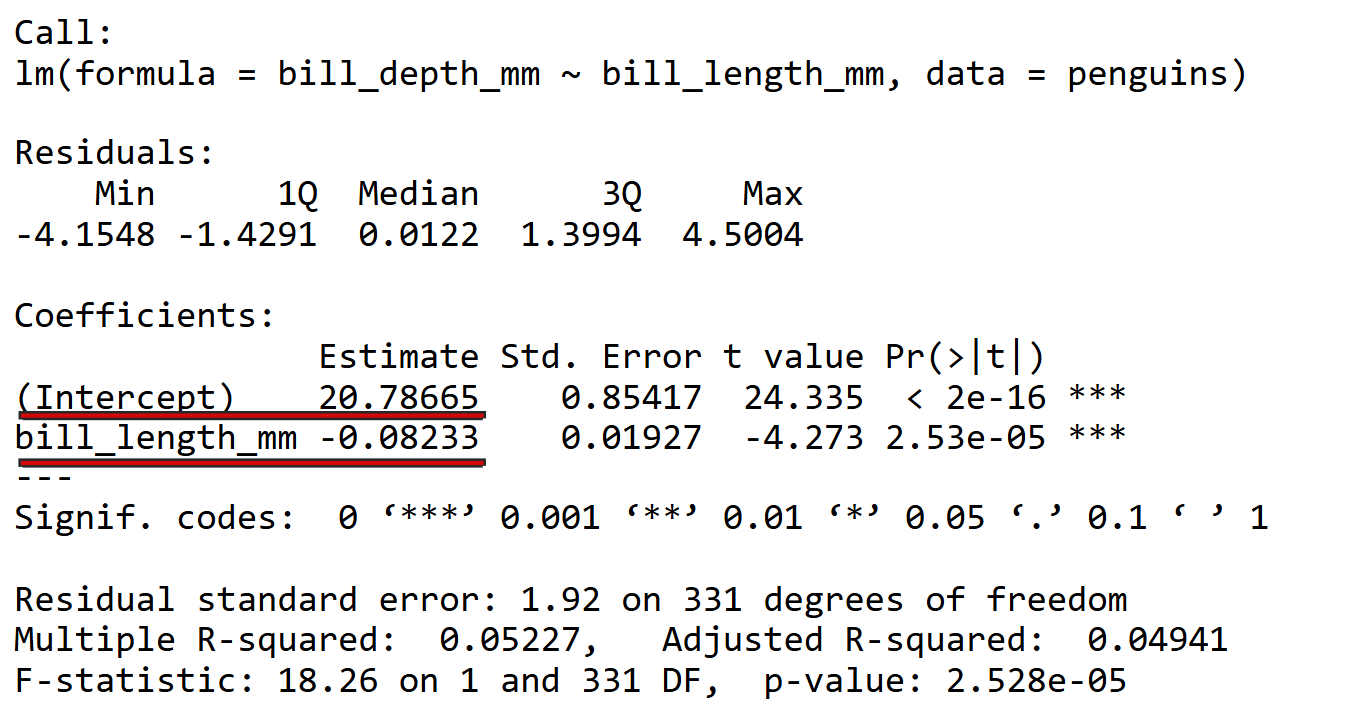 Call:
lm(formula = bill_depth_mm ~ bill_length_mm, data = penguins)
Residuals:
    Min      1Q  Median      3Q     Max
-4.1548 -1.4291  0.0122  1.3994  4.5004
Coefficients:
               Estimate Std. Error t value Pr(>|t|)
(Intercept)    20.78665    0.85417  24.335  < 2e-16 ***
bill_length_mm -0.08233    0.01927  -4.273 2.53e-05 ***
---
Signif. codes:  0 ‘***’ 0.001 ‘**’ 0.01 ‘*’ 0.05 ‘.’ 0.1 ‘ ’ 1
Residual standard error: 1.92 on 331 degrees of freedom
Multiple R-squared:  0.05227,   Adjusted R-squared:  0.04941
F-statistic: 18.26 on 1 and 331 DF,  p-value: 2.528e-05